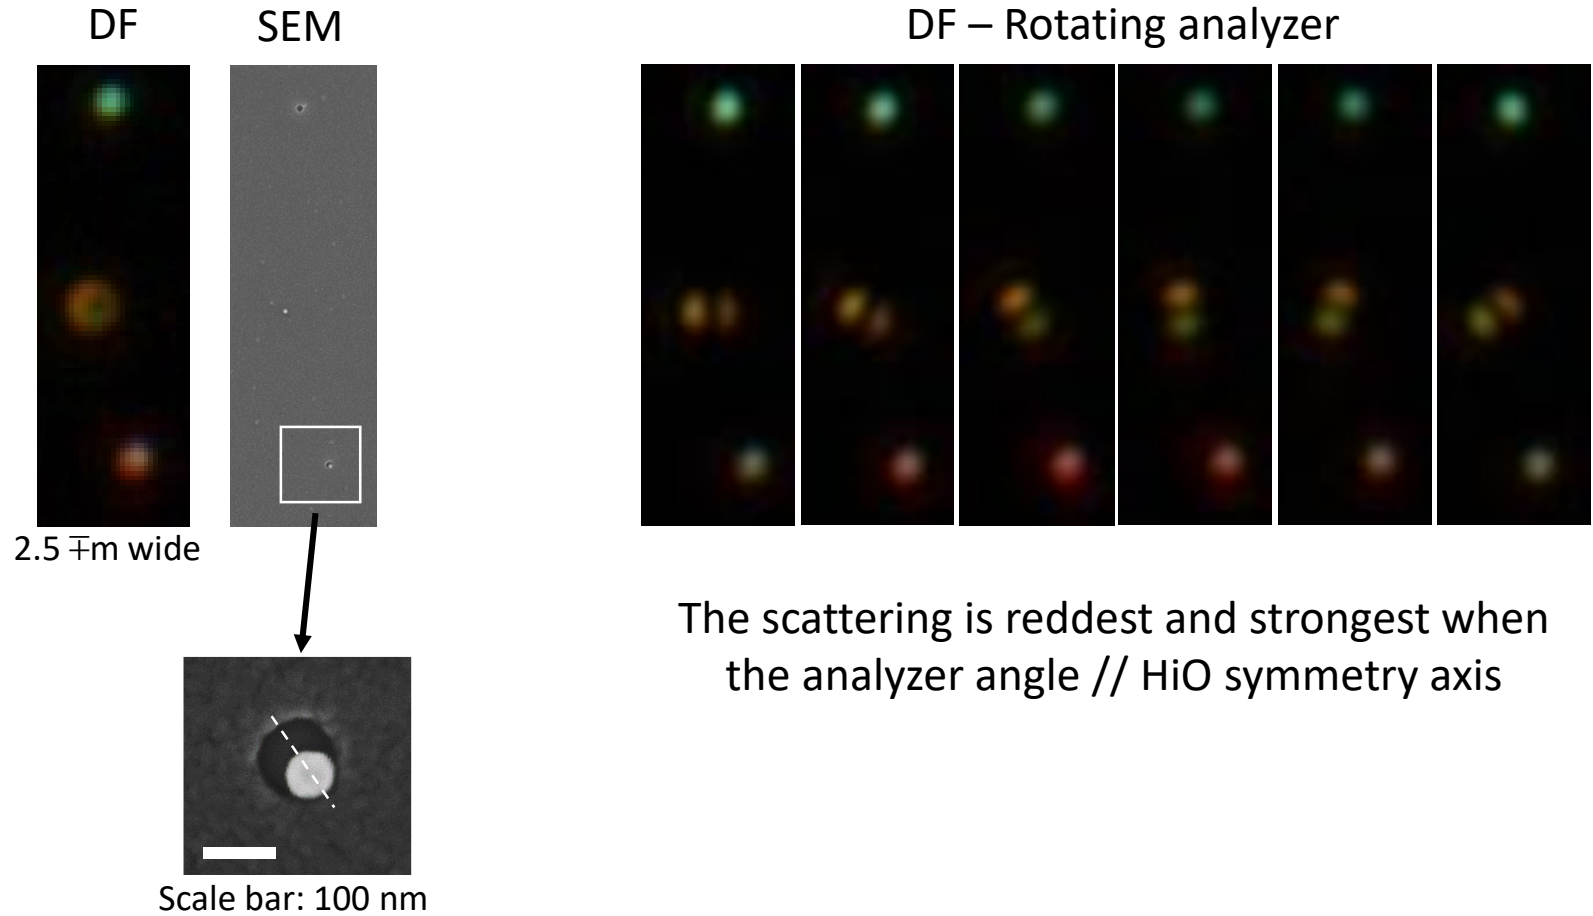 DF
SEM
DF – Rotating analyzer
2.5 ∓m wide
The scattering is reddest and strongest when
the analyzer angle // HiO symmetry axis
Scale bar: 100 nm